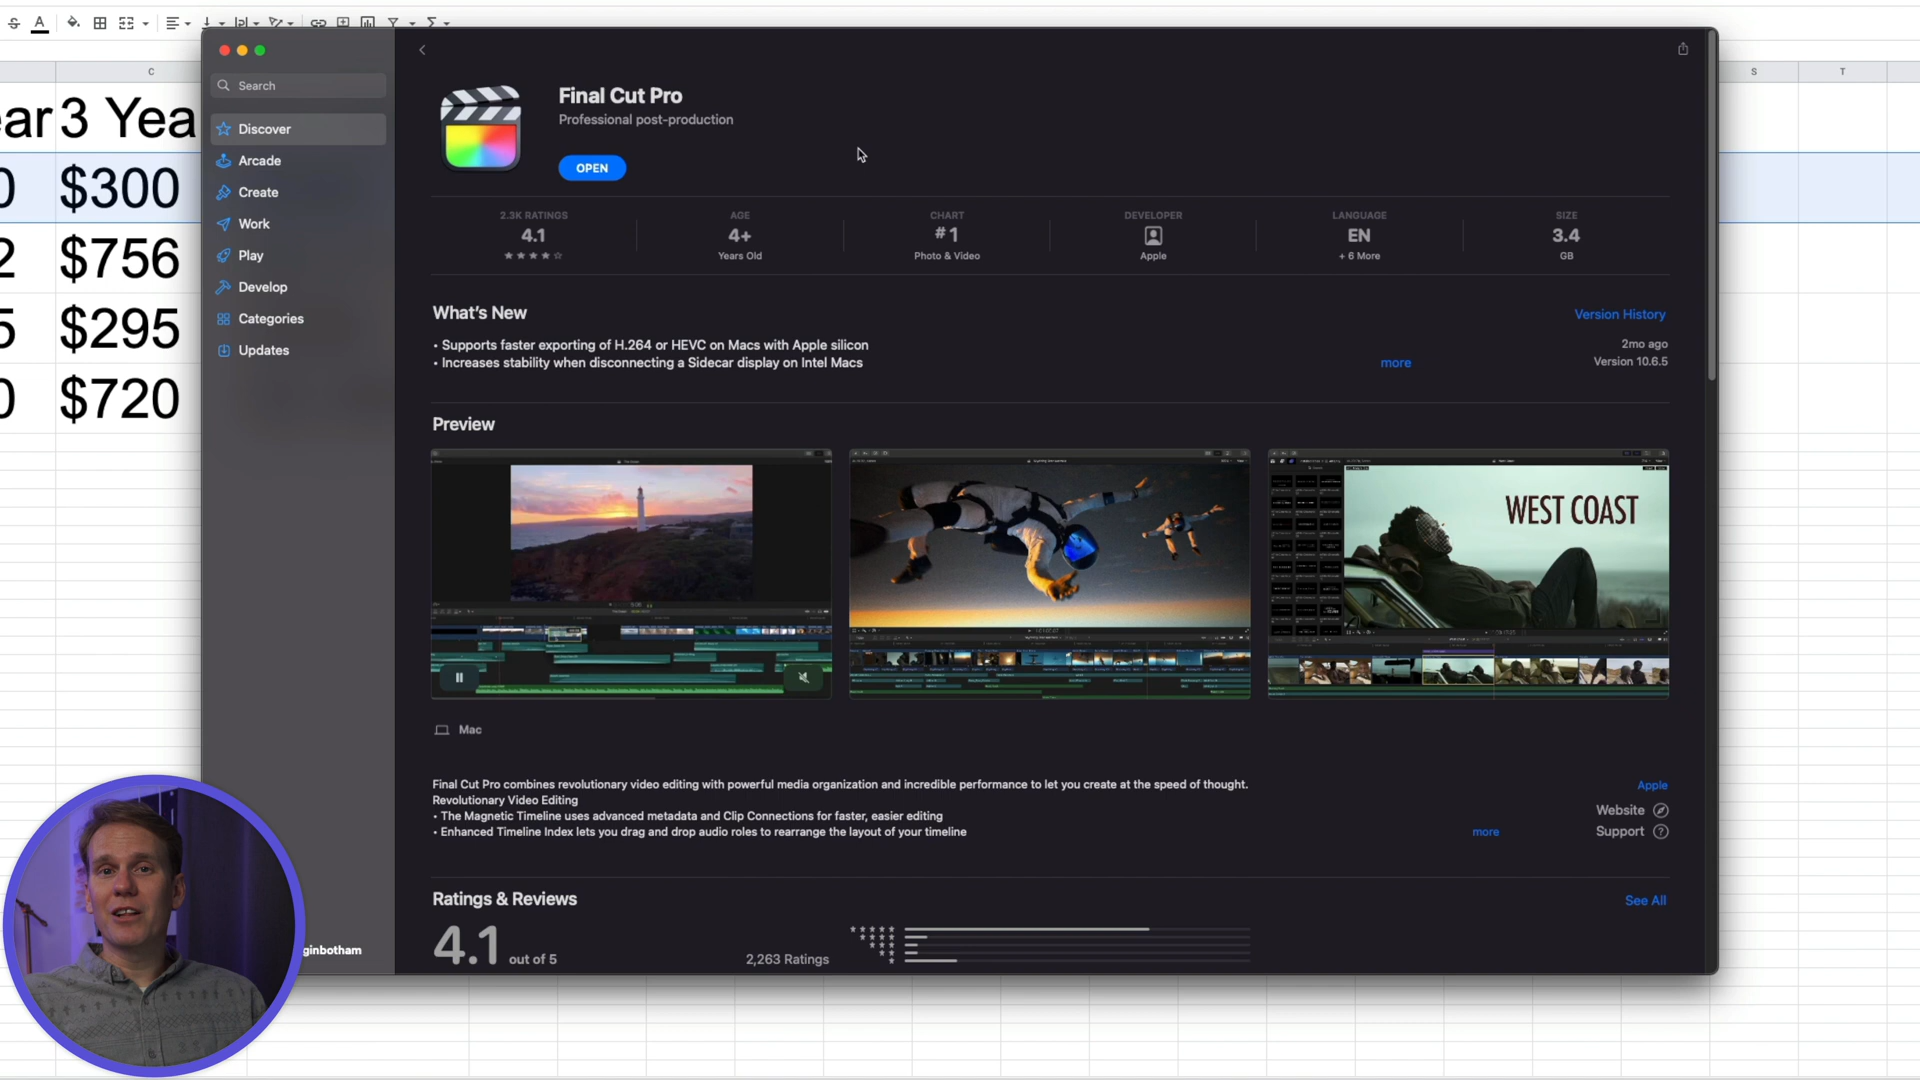 C
S
T
ear
3 Yea
0
$300
2
$756
5
$295
0
$720
Search
Discover
Arcade
Create
Work
Play
Develop
Categories
Updates
ginbotham
Final Cut Pro
Professional post-production
OPEN
2.3K RATINGS
4.1
AGE
4+
Years Old
CHART
#1
Photo & Video
DEVELOPER
Apple
LANGUAGE
EN
+ 6 More
SIZE
3.4
GB
What's New
Version History
• Supports faster exporting of H.264 or HEVC on Macs with Apple silicon
• Increases stability when disconnecting a Sidecar display on Intel Macs
more
2mo ago
Version 10.6.5
Preview
WEST COAST
Mac
Final Cut Pro combines revolutionary video editing with powerful media organization and incredible performance to let you create at the speed of thought.
Revolutionary Video Editing
• The Magnetic Timeline uses advanced metadata and Clip Connections for faster, easier editing
• Enhanced Timeline Index lets you drag and drop audio roles to rearrange the layout of your timeline
more
Apple
Website
Support
Ratings & Reviews
See All
4.1 out of 5
2,263 Ratings